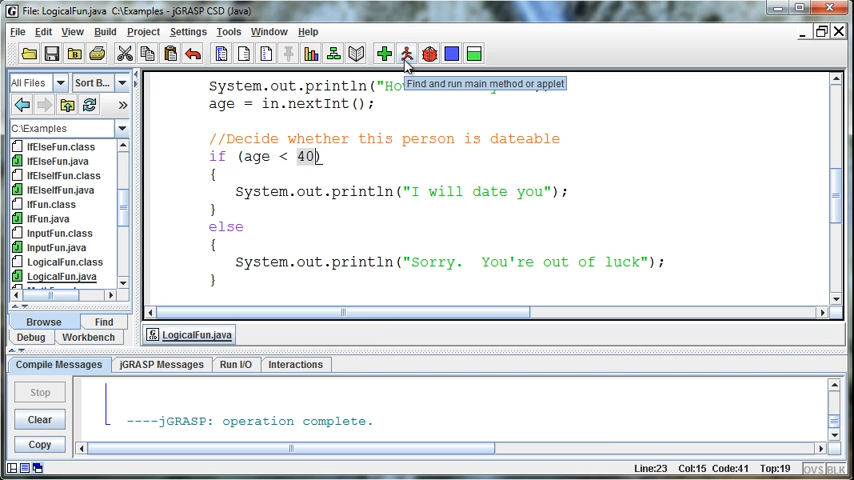 File: LogicalFun.java  C:\Examples - jGRASP CSD (Java)
File Edit View Build Project Settings Tools Window Help
All Files Sort B...
C:\Examples
IfElseFun.class
IfElseFun.java
IfElseIfFun.class
IfElseIfFun.java
IfFun.class
IfFun.java
InputFun.class
InputFun.java
LogicalFun.class
LogicalFun.java
Browse Find
Debug Workbench
Find and run main method or applet
System.out.println("
age = in.nextInt();
//Decide whether this person is dateable
if (age < 40)
{
System.out.println("I will date you");
}
else
{
System.out.println("Sorry.  You're out of luck");
}
LogicalFun.java
Compile Messages jGRASP Messages Run I/O Interactions
Stop
Clear
Copy
----jGRASP: operation complete.
Line:23 Col:15 Code:41 Top:19 OVS BLK